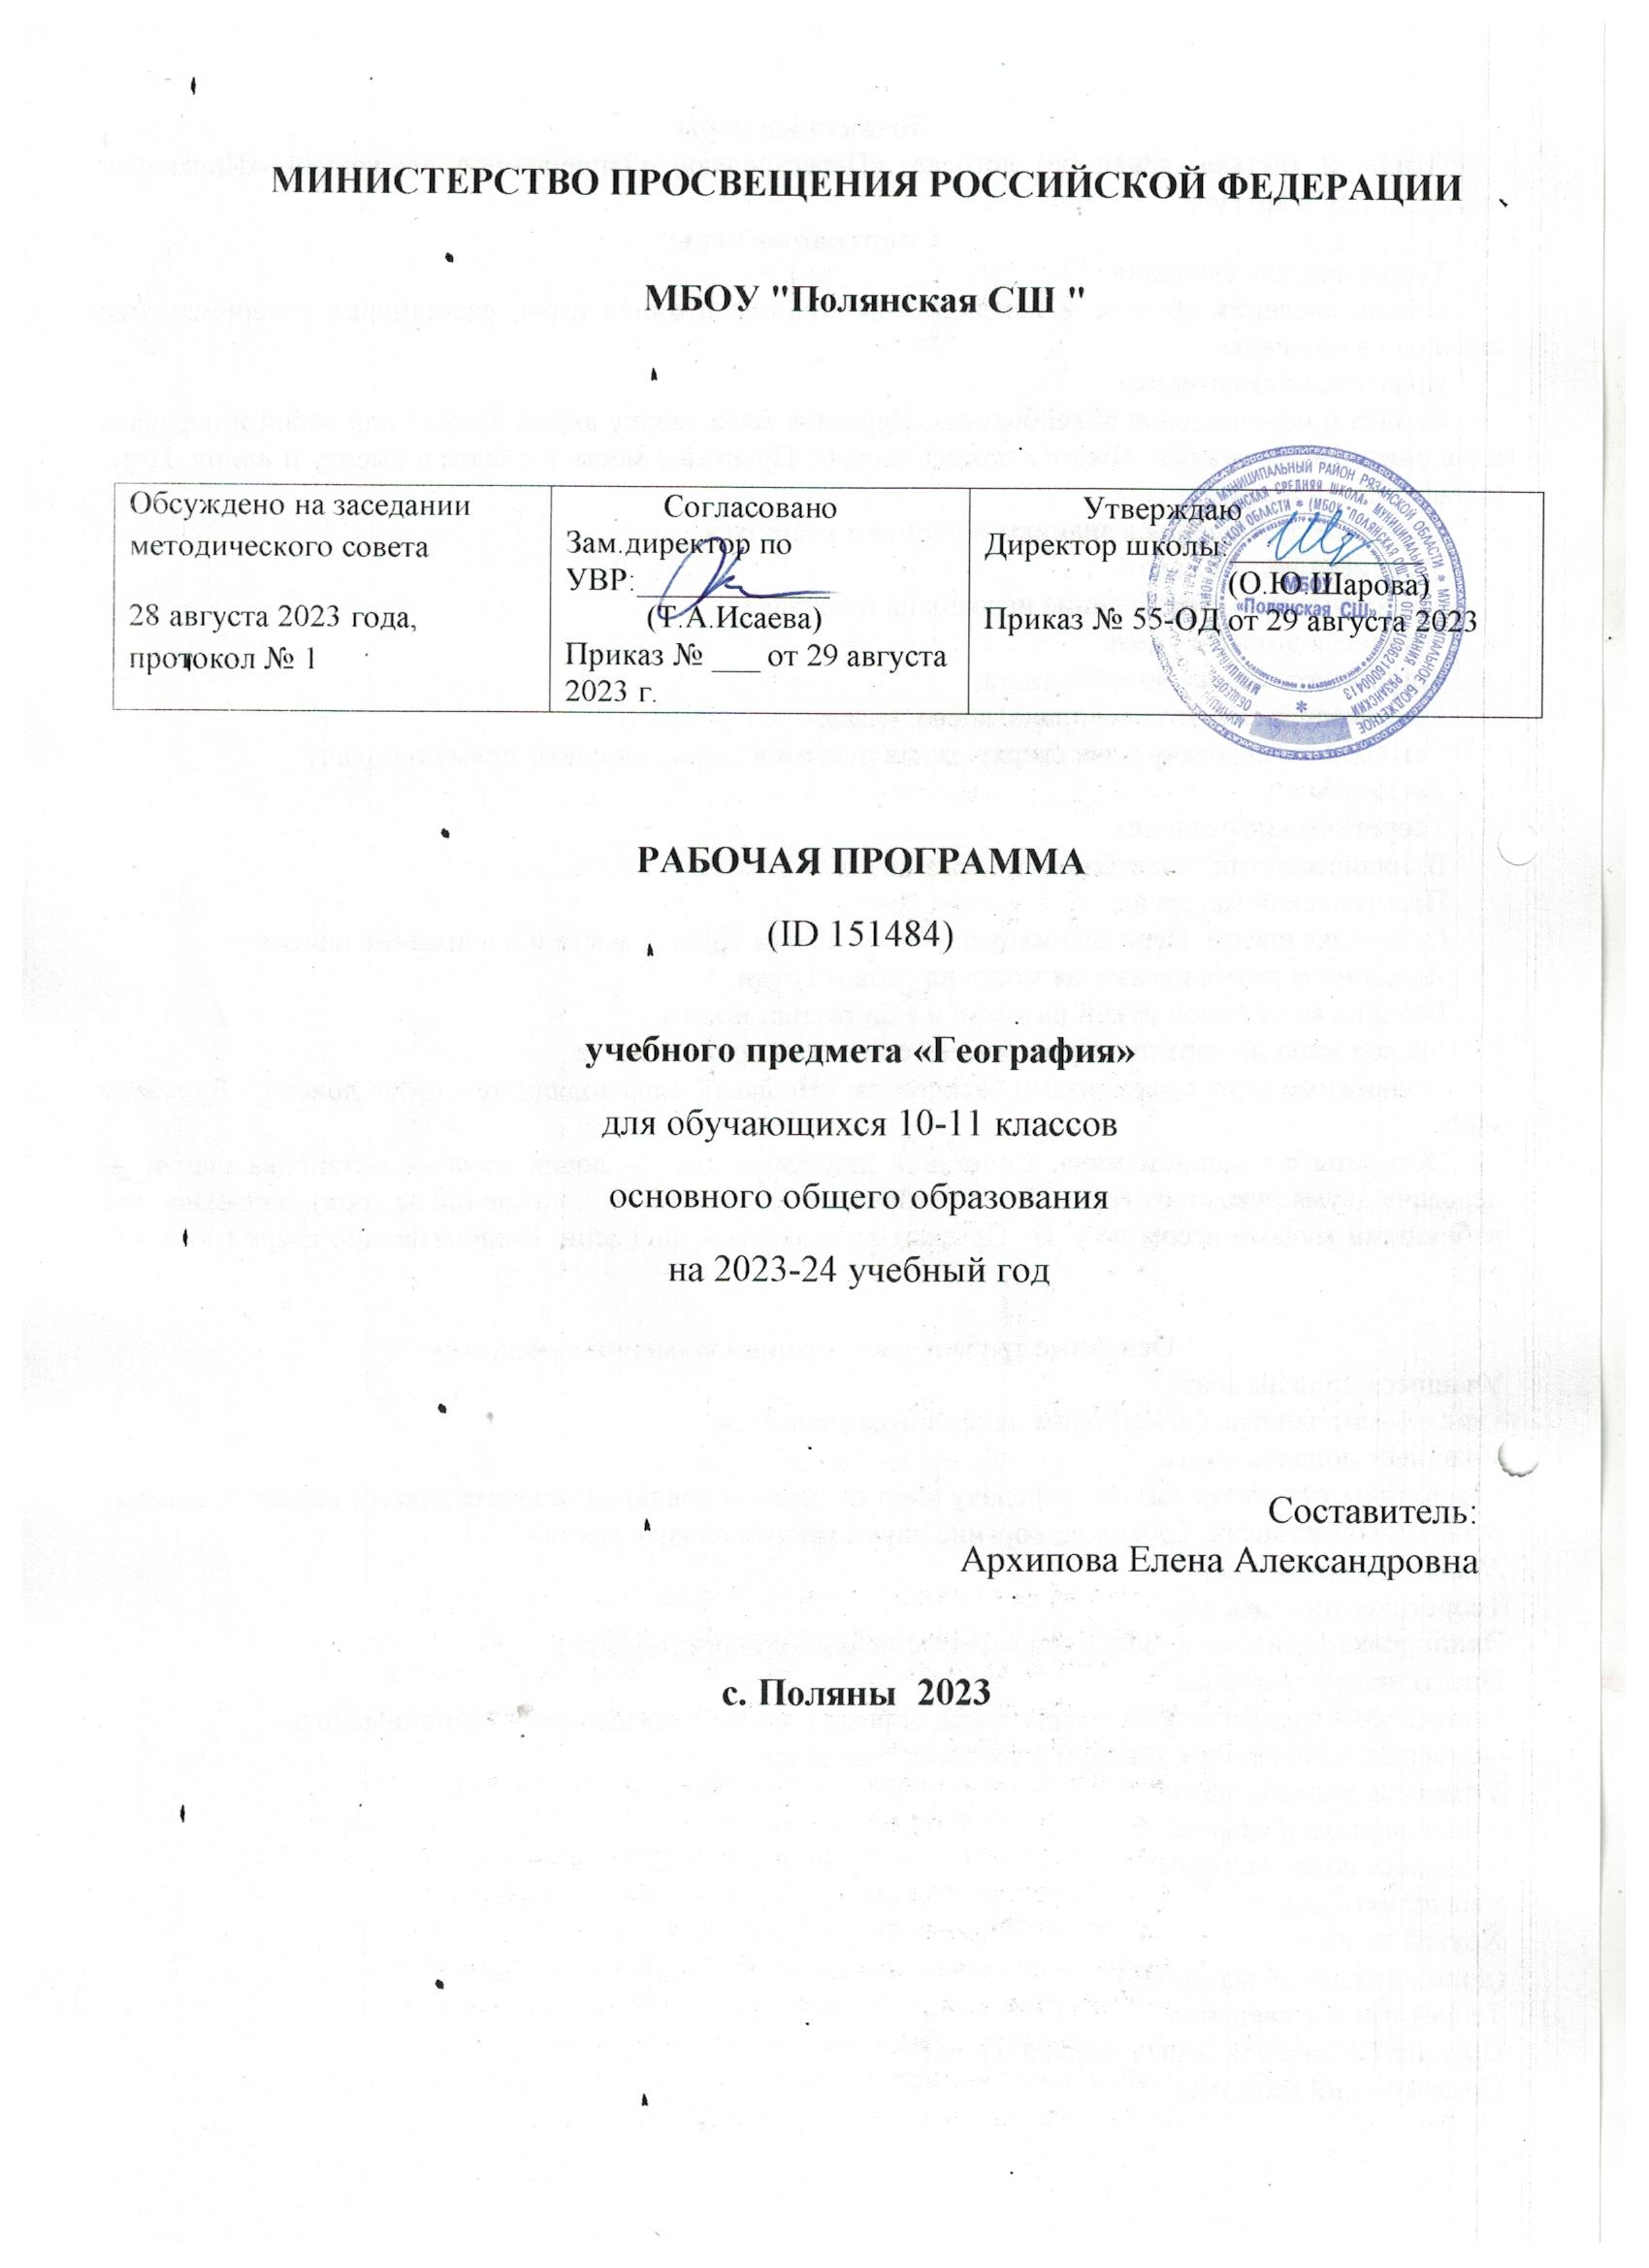 МИНИСТЕРСТВО ПРОСВЕЩЕНИЯ РОССИЙСКОЙ ФЕДЕРАЦИИ
МБОУ "Полянская СШ "
Обсуждено на заседании
методического совета
28 августа 2023 года,
протокол № 1
Согласовано
Зам.директор по
УВР:____________
(Т.А.Исаева)
Приказ № ___ от 29 августа
2023 г.
Утверждаю
Директор школы:____________
(О.Ю.Шарова)
Приказ № 55-ОД от 29 августа 2023
МБОУ
«Полянская СШ»
РАБОЧАЯ ПРОГРАММА
(ID 151484)
учебного предмета «География»
для обучающихся 10-11 классов
основного общего образования
на 2023-24 учебный год
Составитель:
Архипова Елена Александровна
с. Поляны  2023